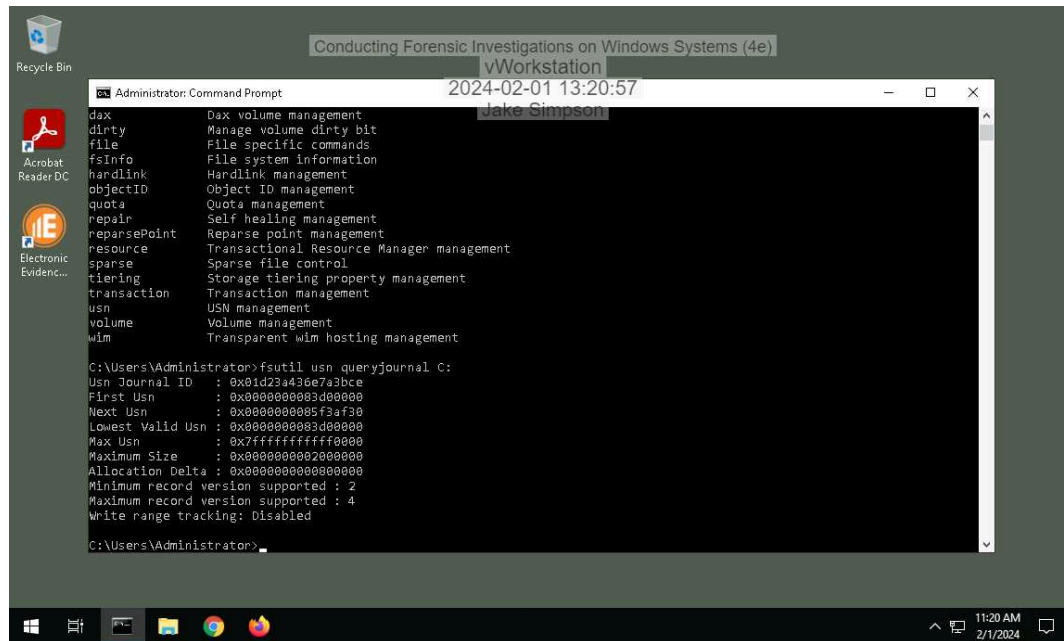 Recycle Bin
Conducting Forensic Investigations on Windows Systems (4e)
vWorkstation
2024-02-01 13:20:57
Jake Simpson
Administrator: Command Prompt
Acrobat
Reader DC
Electronic
Evidenc...
dax Dax volume management
dirty Manage volume dirty bit
file File specific commands
fsInfo File system information
hardlink Hardlink management
objectID Object ID management
quota Quota management
repair Self healing management
reparsePoint Reparse point management
resource Transactional Resource Manager management
sparse Sparse file control
tiering Storage tiering property management
transaction Transaction management
usn USN management
volume Volume management
wim Transparent wim hosting management
C:\Users\Administrator>fsutil usn queryjournal C:
Usn Journal ID : 0x01d23a436e7a3bce
First Usn : 0x0000000083d00000
Next Usn : 0x0000000085f3af30
Lowest Valid Usn : 0x0000000083d00000
Max Usn : 0x7fffffffffff0000
Maximum Size : 0x0000000002000000
Allocation Delta : 0x0000000000800000
Minimum record version supported : 2
Maximum record version supported : 4
Write range tracking: Disabled
C:\Users\Administrator>
11:20 AM
2/1/2024